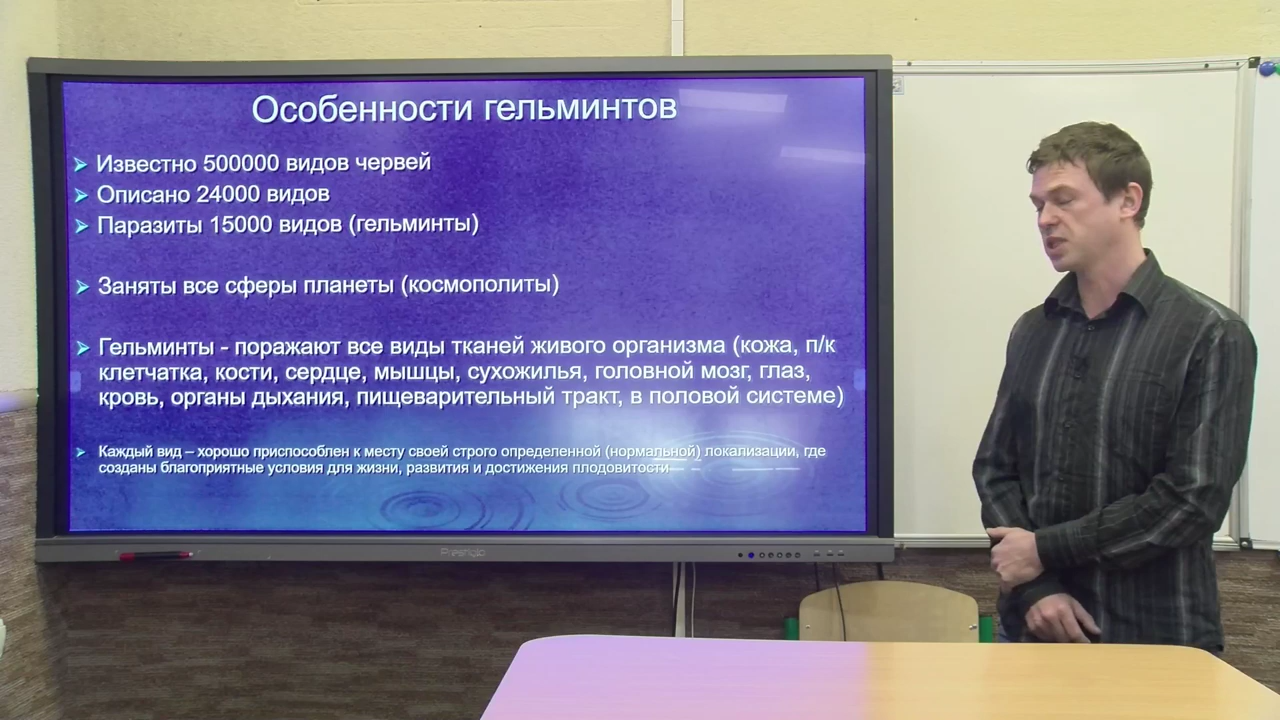 Особенности гельминтов
Известно 500000 видов червей
Описано 24000 видов
Паразиты 15000 видов (гельминты)
Заняты все сферы планеты (космополиты)
Гельминты - поражают все виды тканей живого организма (кожа, п/к
клетчатка, кости, сердце, мышцы, сухожилья, головной мозг, глаз,
кровь, органы дыхания, пищеварительный тракт, в половой системе)
Каждый вид – хорошо приспособлен к месту своей строго определенной (нормальной) локализации, где
созданы благоприятные условия для жизни, развития и достижения плодовитости
Prestigio